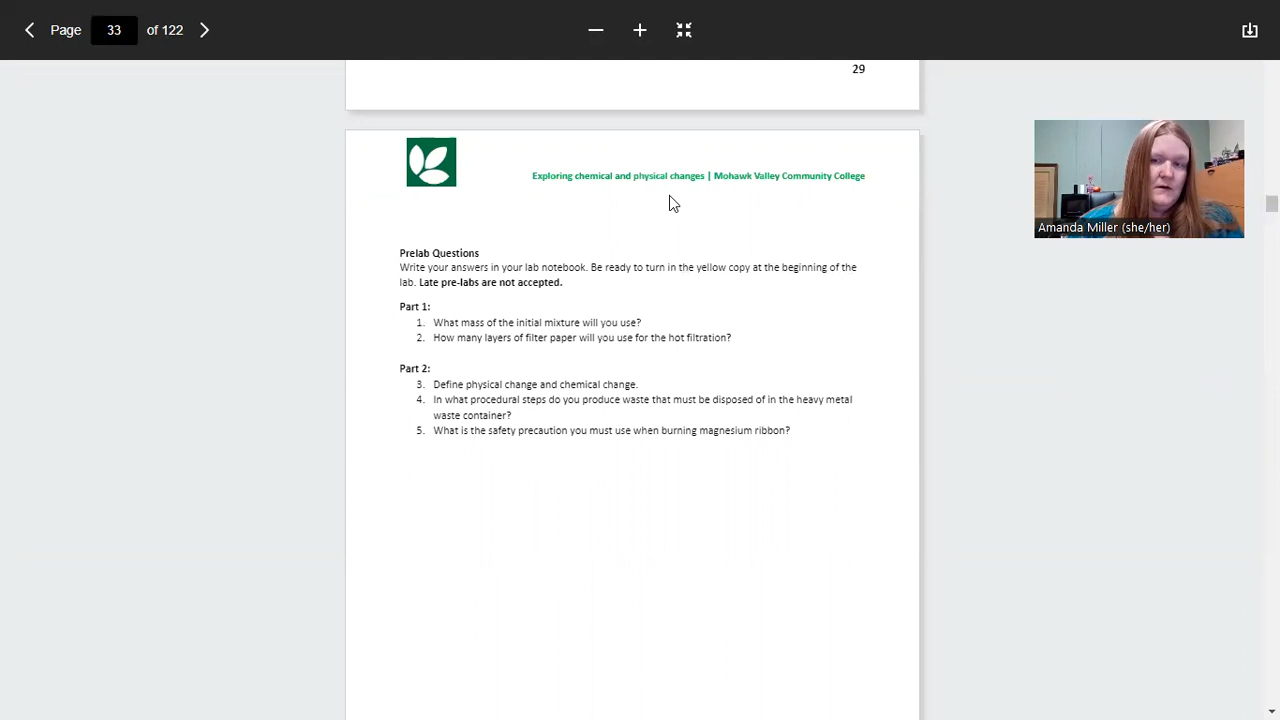 Page 33 of 122
29
Exploring chemical and physical changes | Mohawk Valley Community College
Amanda Miller (she/her)
Prelab Questions
Write your answers in your lab notebook. Be ready to turn in the yellow copy at the beginning of the
lab. Late pre-labs are not accepted.
Part 1:
1. What mass of the initial mixture will you use?
2. How many layers of filter paper will you use for the hot filtration?
Part 2:
3. Define physical change and chemical change.
4. In what procedural steps do you produce waste that must be disposed of in the heavy metal
waste container?
5. What is the safety precaution you must use when burning magnesium ribbon?